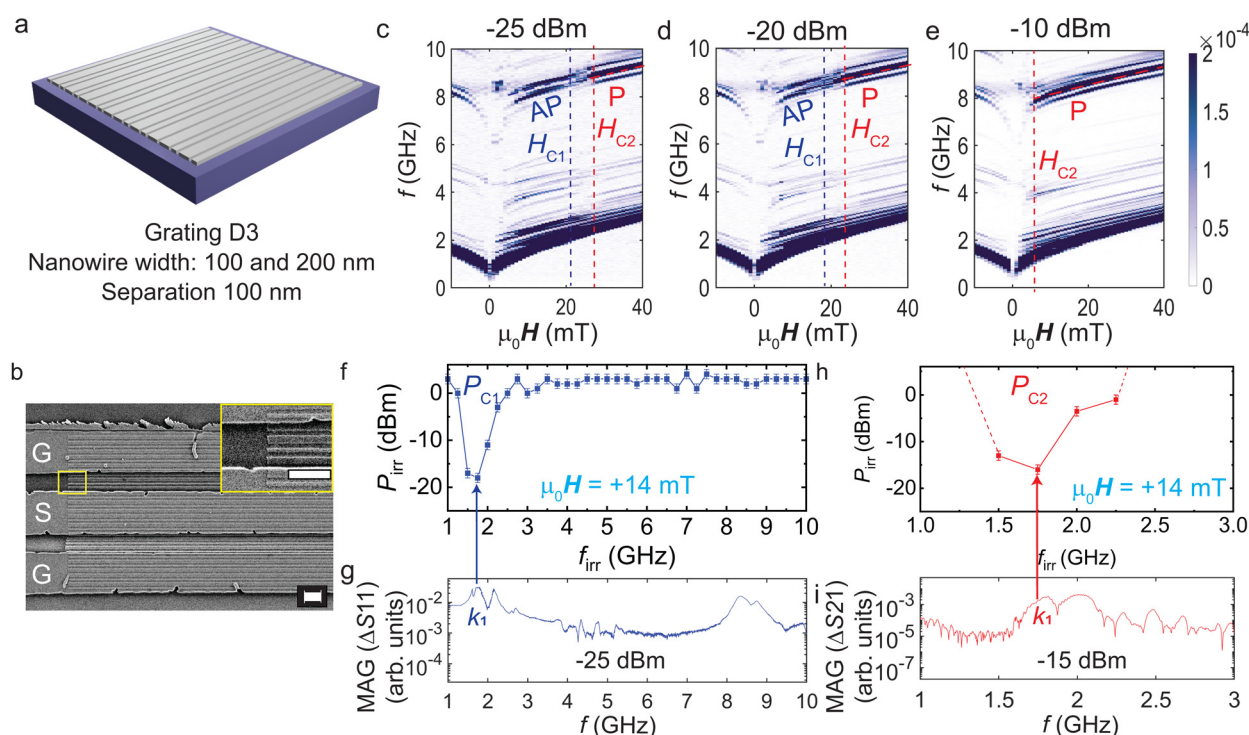 a
Grating D3
Nanowire width: 100 and 200 nm
Separation 100 nm
b
G
S
G
c
-25 dBm
f (GHz)
10
8
6
4
2
0
AP
P
HC1
HC2
0
20
40
μ0H (mT)
d
-20 dBm
f (GHz)
10
8
6
4
2
0
AP
P
HC1
HC2
0
20
40
μ0H (mT)
e
-10 dBm
f (GHz)
10
8
6
4
2
0
P
HC2
0
20
40
μ0H (mT)
×10⁻⁴
2
1.5
1
0.5
0
f
Pirr (dBm)
0
-10
-20
PC1
μ0H = +14 mT
1 2 3 4 5 6 7 8 9 10
firr (GHz)
g
MAG (ΔS11)
(arb. units)
10⁻²
10⁻³
10⁻⁴
k1
-25 dBm
1 2 3 4 5 6 7 8 9 10
f (GHz)
h
Pirr (dBm)
0
-10
-20
PC2
μ0H = +14 mT
1.0 1.5 2.0 2.5 3.0
firr (GHz)
i
MAG (ΔS21)
(arb. units)
10⁻³
10⁻⁵
10⁻⁷
k1
-15 dBm
1 1.5 2 2.5 3
f (GHz)